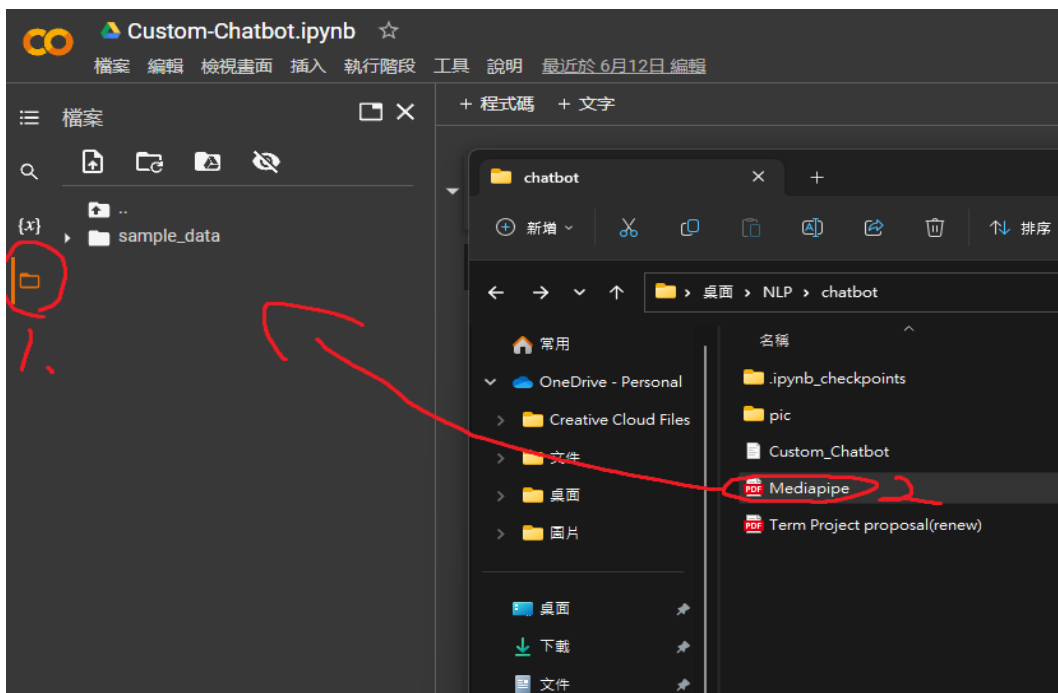 CO
Custom-Chatbot.ipynb
檔案 編輯 檢視畫面 插入 執行階段 工具 說明 最近於 6月12日 編輯
檔案
+ 程式碼 + 文字
..
sample_data
{x}
1.
chatbot
新增
排序
桌面 > NLP > chatbot
常用
OneDrive - Personal
Creative Cloud Files
文件
桌面
圖片
桌面
下載
文件
名稱
.ipynb_checkpoints
pic
Custom_Chatbot
PDF Mediapipe 2
PDF Term Project proposal(renew)